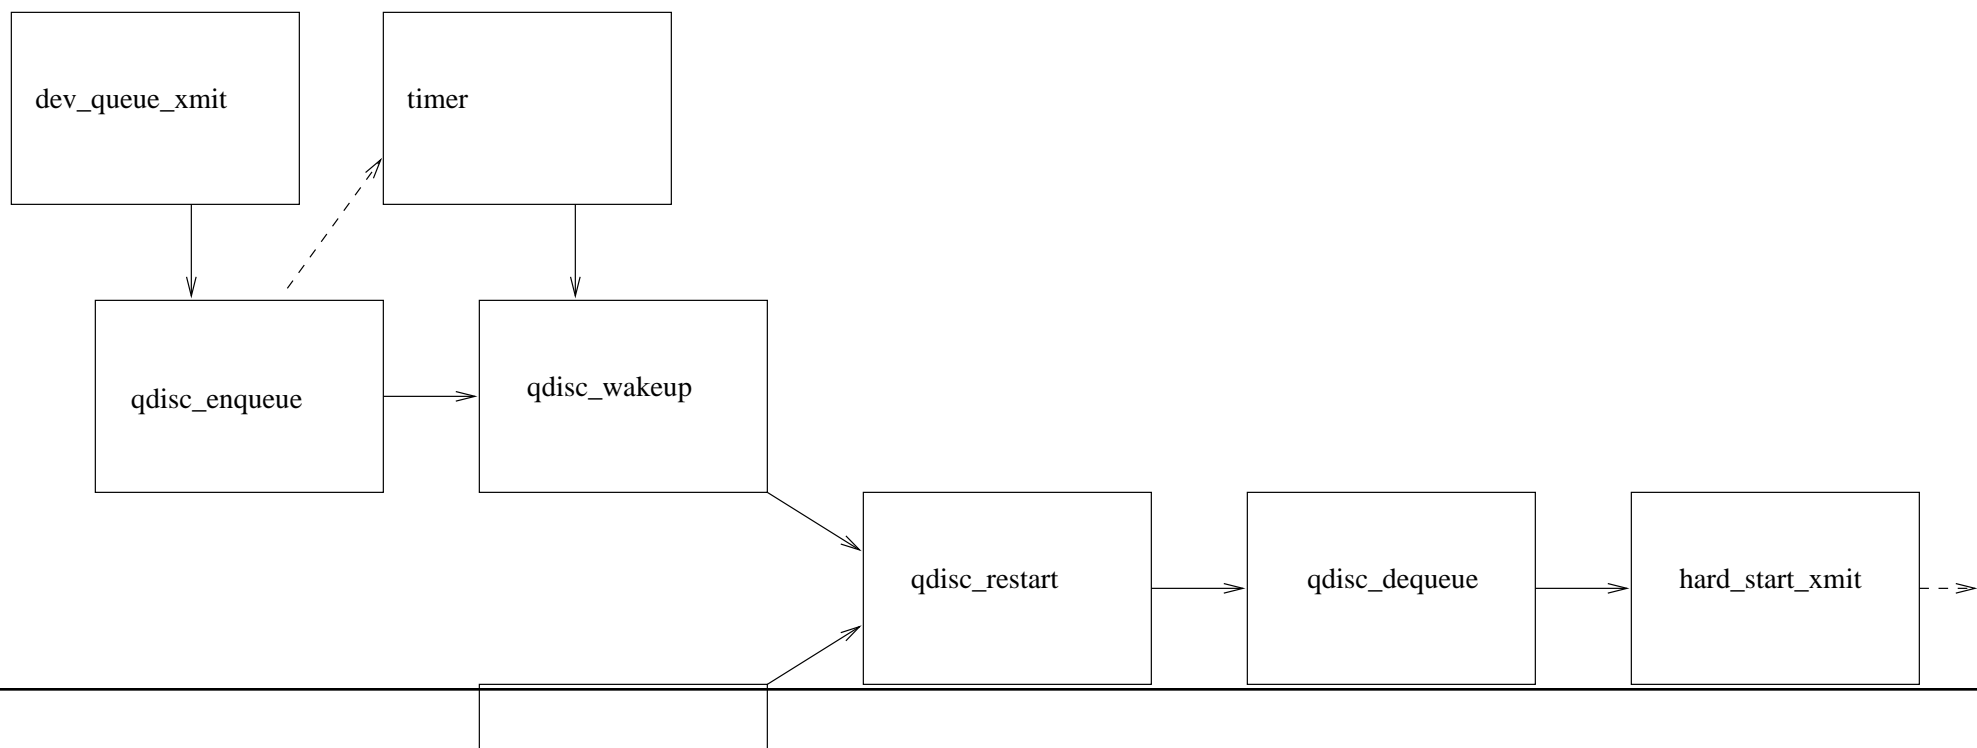 dev_queue_xmit
timer
qdisc_enqueue
qdisc_wakeup
qdisc_restart
qdisc_dequeue
hard_start_xmit